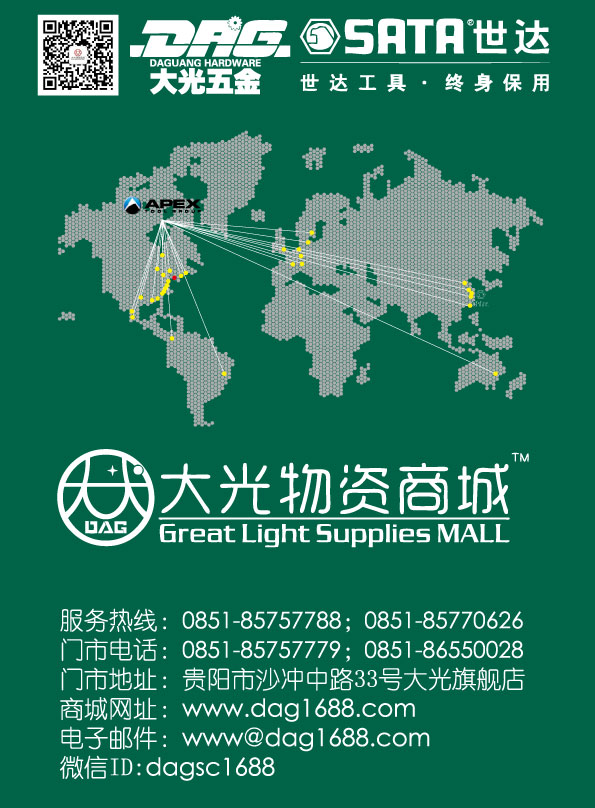 DAG
DAGUANG HARDWARE
大光五金
SATA®世达
世达工具·终身保用
APEX
TOOL GROUP
大光物资商城™
DAG
Great Light Supplies MALL
服务热线：0851-85757788；0851-85770626
门市电话：0851-85757779；0851-86550028
门市地址：贵阳市沙冲中路33号大光旗舰店
商城网址：www.dag1688.com
电子邮件：www@dag1688.com
微信ID:dagsc1688